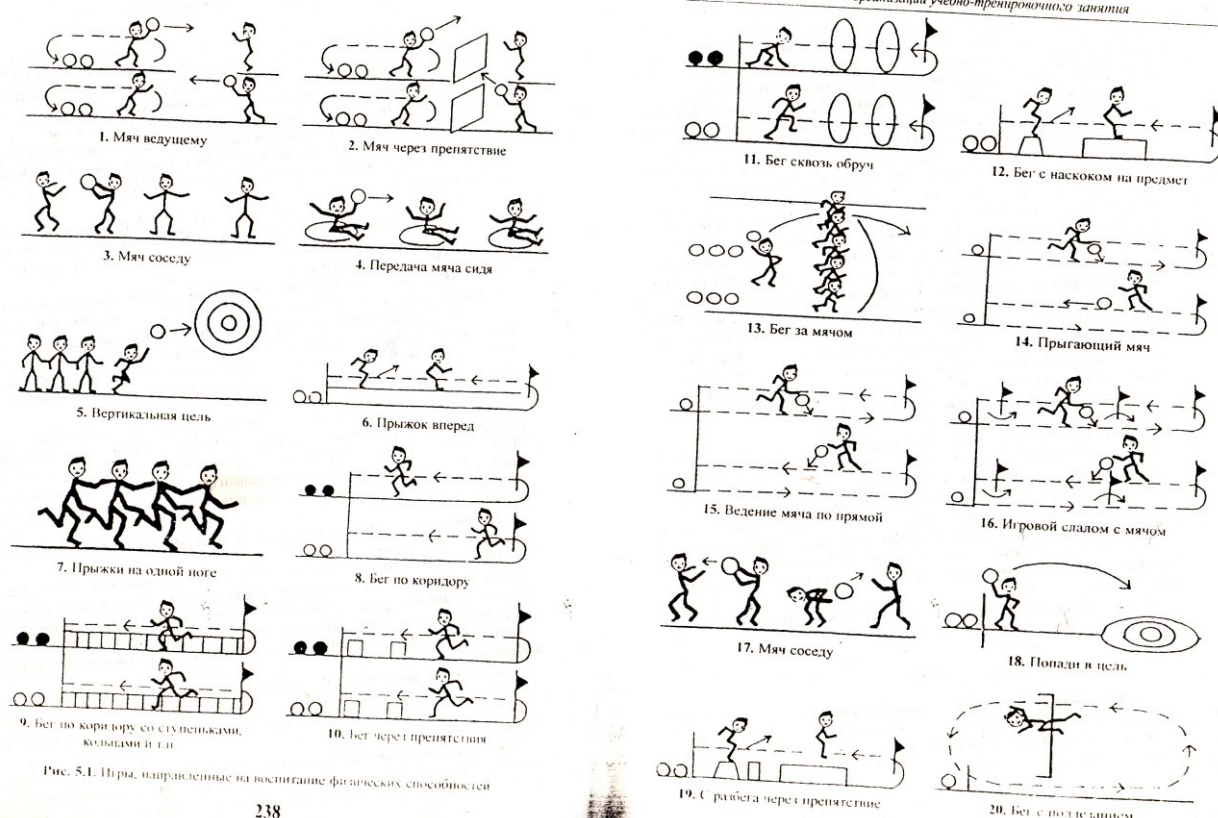 1. Мяч ведущему
2. Мяч через препятствие
3. Мяч соседу
4. Передача мяча сидя
5. Вертикальная цель
6. Прыжок вперед
7. Прыжки на одной ноге
8. Бег по коридору
9. Бег по коридору со ступеньками,
кольцами и т.п.
10. Бег через препятствия
Рис. 5.1. Игры, направленные на воспитание физических способностей
238
организации учебно-тренировочного занятия
11. Бег сквозь обруч
12. Бег с наскоком на предмет
13. Бег за мячом
14. Прыгающий мяч
15. Ведение мяча по прямой
16. Игровой слалом с мячом
17. Мяч соседу
18. Попади в цель
19. С разбега через препятствие
20. Бег с подлезанием